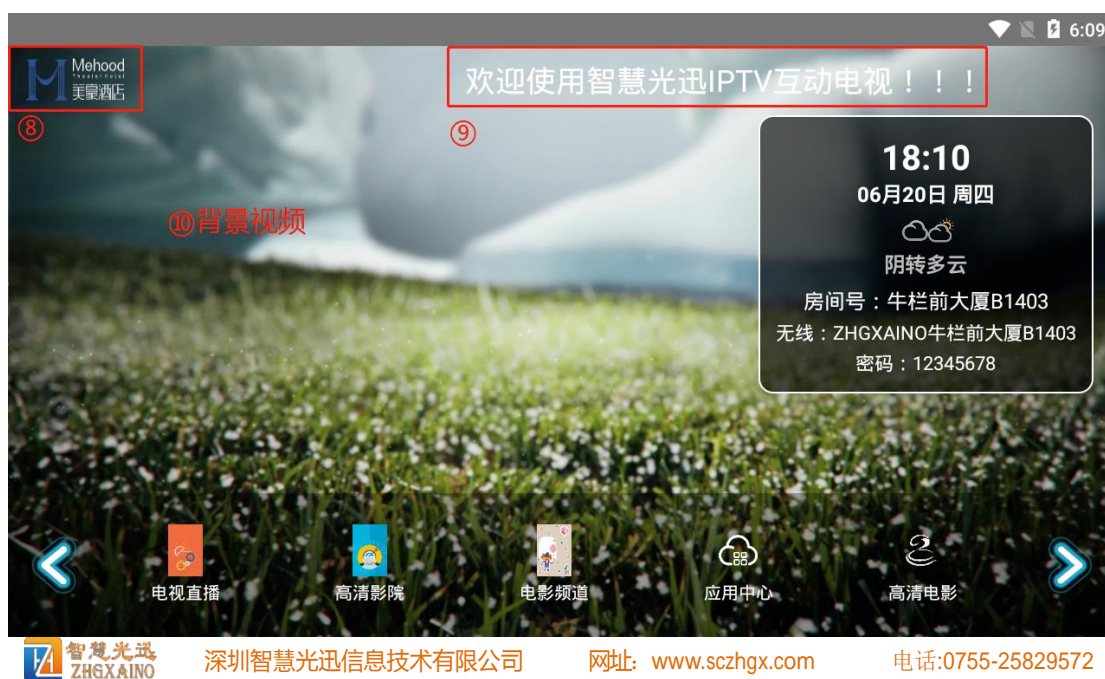 6:09
Mehood
Theater hotel
美豪酒店
⑧
欢迎使用智慧光迅IPTV互动电视！！！
⑨
18:10
06月20日 周四
阴转多云
房间号：牛栏前大厦B1403
无线：ZHGXAINO牛栏前大厦B1403
密码：12345678
⑩背景视频
电视直播
高清影院
电影频道
应用中心
高清电影
智慧光迅
ZHGXAINO
深圳智慧光迅信息技术有限公司 网址: www.sczhgx.com 电话:0755-25829572